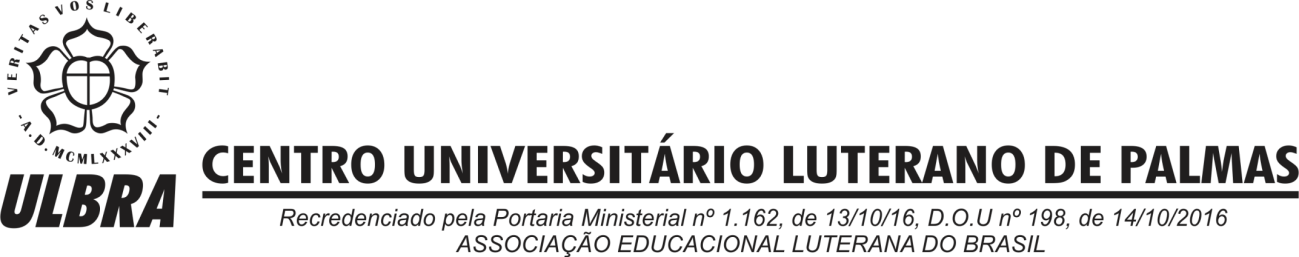 VERITAS VOS LIBERABIT
- A.D. MCMLXXXVIII -
ULBRA
CENTRO UNIVERSITÁRIO LUTERANO DE PALMAS
Recredenciado pela Portaria Ministerial nº 1.162, de 13/10/16, D.O.U nº 198, de 14/10/2016
ASSOCIAÇÃO EDUCACIONAL LUTERANA DO BRASIL